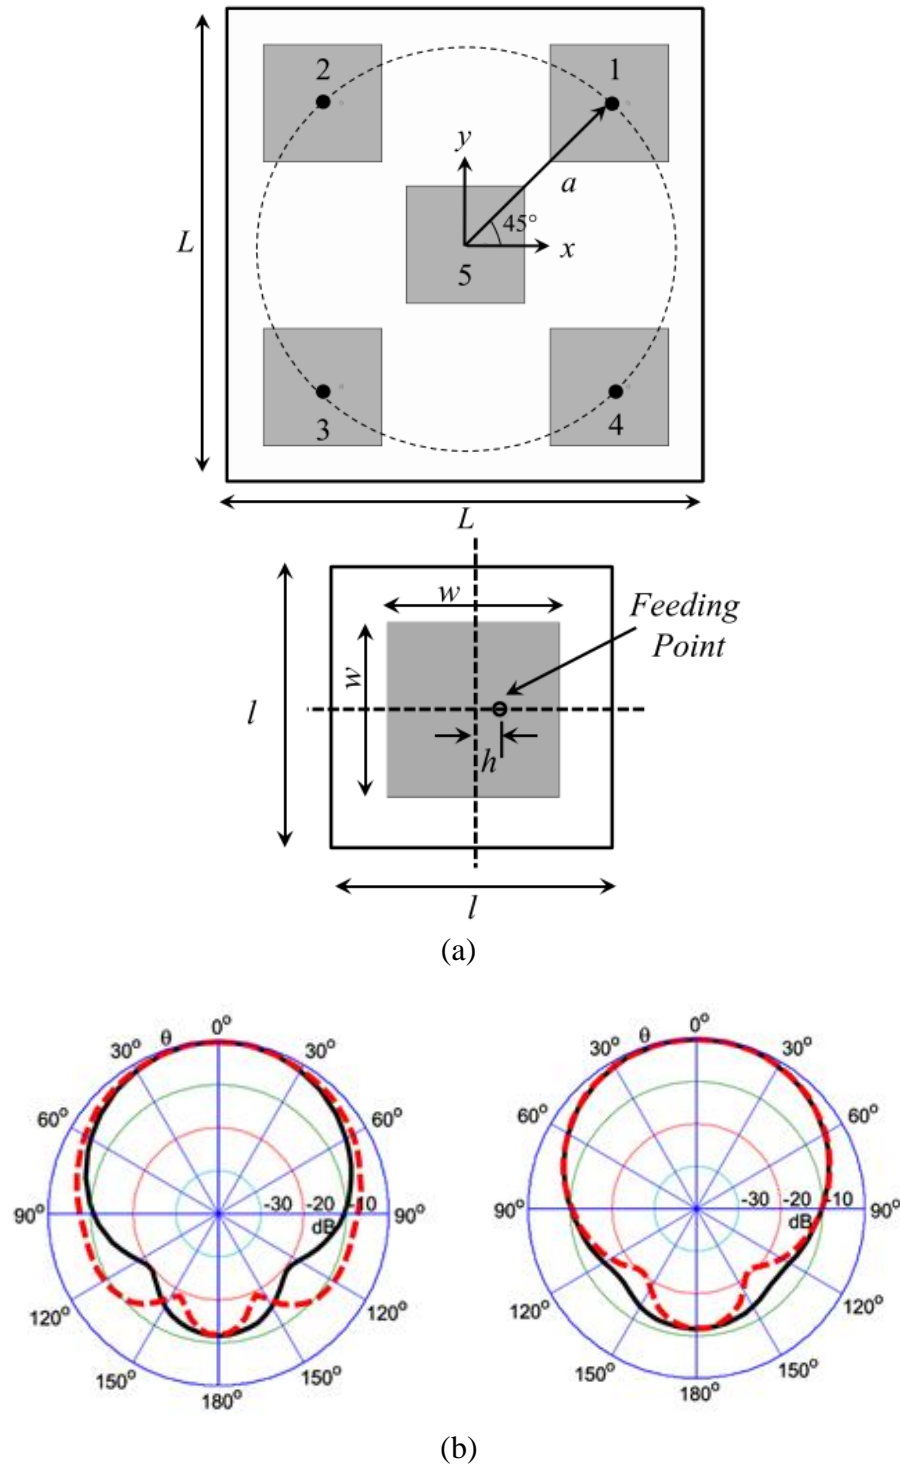 2 1
y
a
45°
L x
5
3 4
L
w
Feeding
Point
w
l
h
l
(a)
0° 0°
30° θ 30° 30° θ 30°
60° 60° 60° 60°
90° -30 -20 -10 90° 90° -30 -20 -10 90°
dB dB
120° 120° 120° 120°
150° 150° 150° 150°
180° 180°
(b)